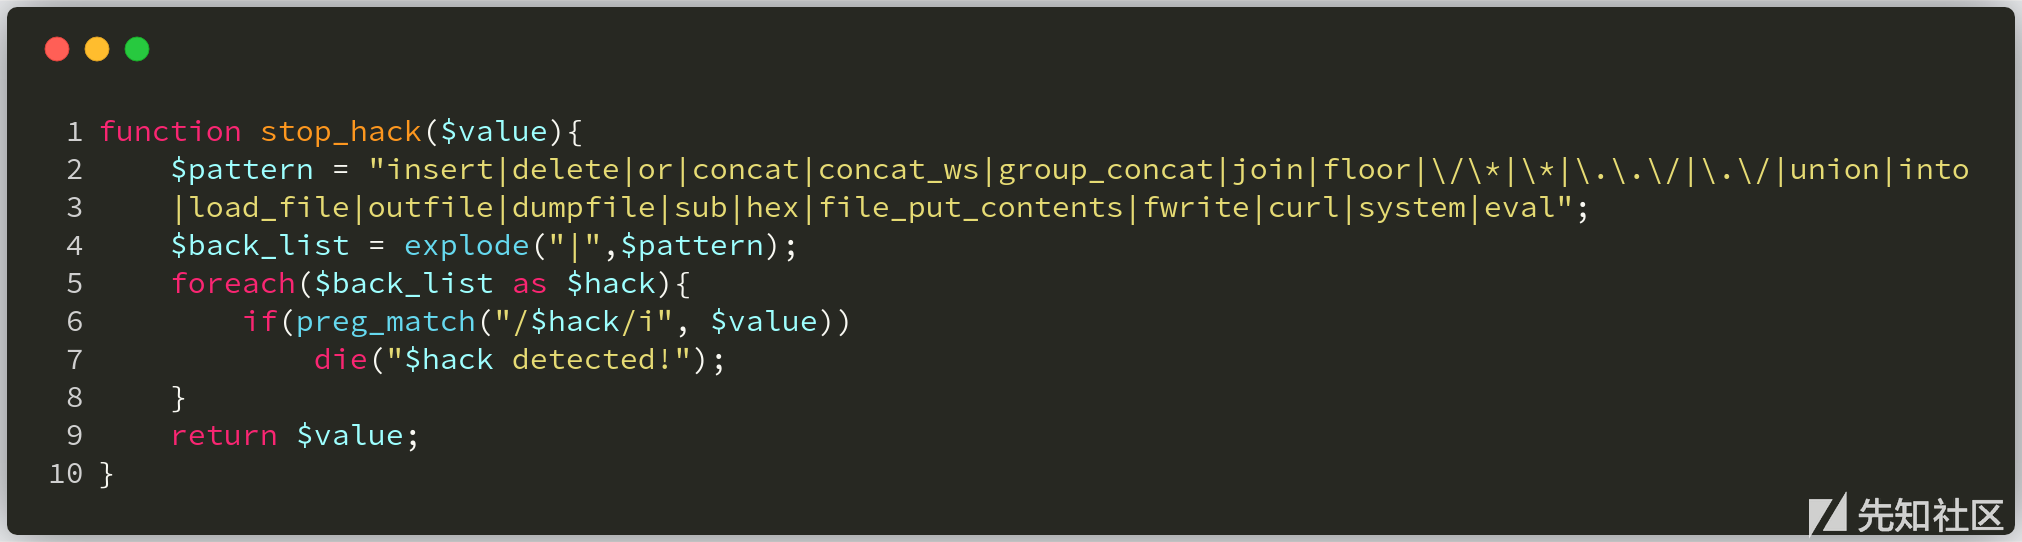 1 function stop_hack($value){
2 $pattern = "insert|delete|or|concat|concat_ws|group_concat|join|floor|\/\*|\*|\.\.\/|\.\/|union|into
3 |load_file|outfile|dumpfile|sub|hex|file_put_contents|fwrite|curl|system|eval";
4 $back_list = explode("|",$pattern);
5 foreach($back_list as $hack){
6 if(preg_match("/$hack/i", $value))
7 die("$hack detected!");
8 }
9 return $value;
10 }
先知社区